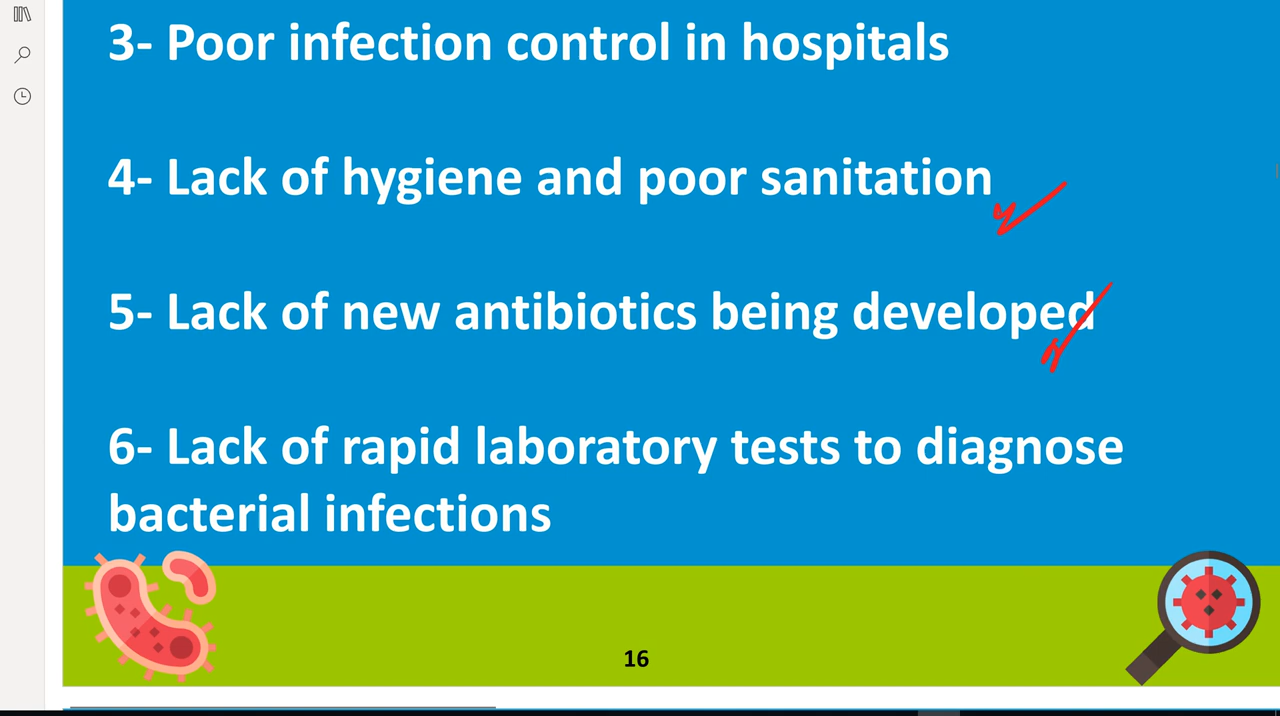 3- Poor infection control in hospitals
4- Lack of hygiene and poor sanitation
5- Lack of new antibiotics being developed
6- Lack of rapid laboratory tests to diagnose
bacterial infections
16